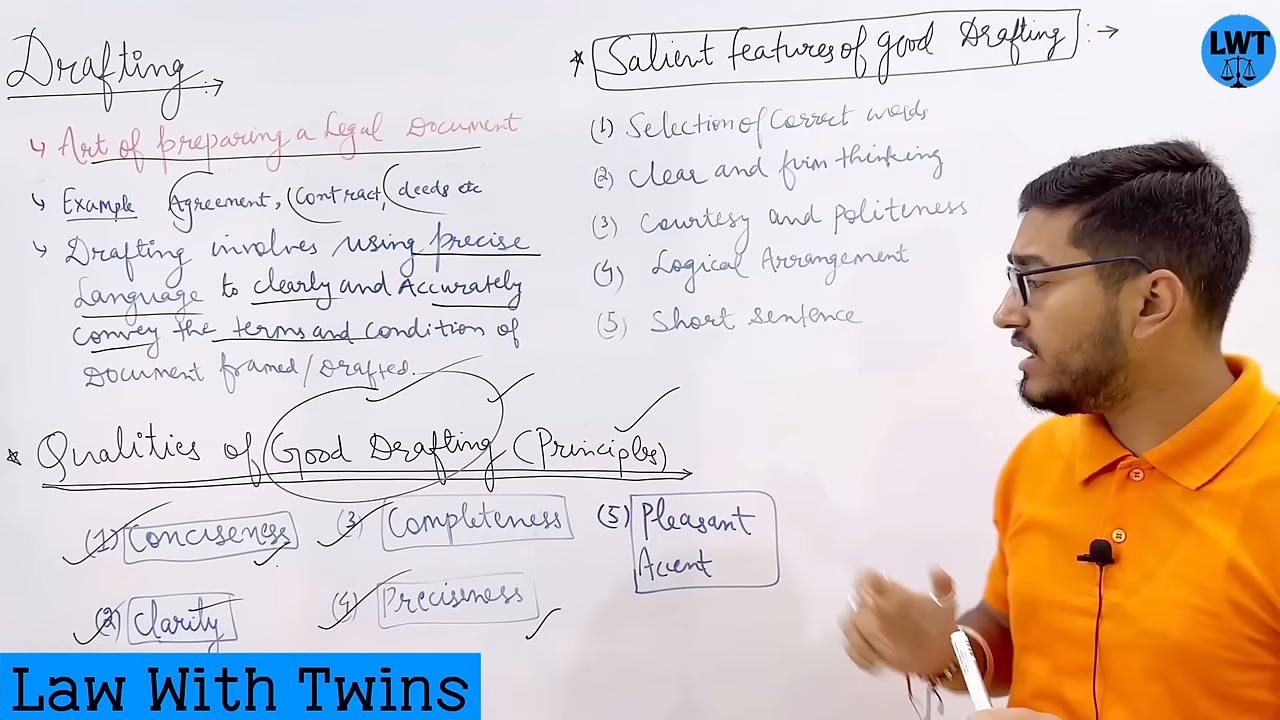 Drafting :→
↳ Art of preparing a Legal Document
↳ Example Agreement, Contract, deeds etc
↳ Drafting involves using precise
Language to clearly and Accurately
convey the terms and condition of
Document framed/Drafted.
* Qualities of Good Drafting (Principles)
(1) Conciseness
(2) Clarity
(3) Completeness
(4) Preciseness
(5) Pleasant
Accent
* Salient features of good Drafting :→
(1) Selection of Correct words
(2) Clear and firm thinking
(3) Courtesy and politeness
(4) Logical Arrangement
(5) Short sentence
LWT
Law With Twins